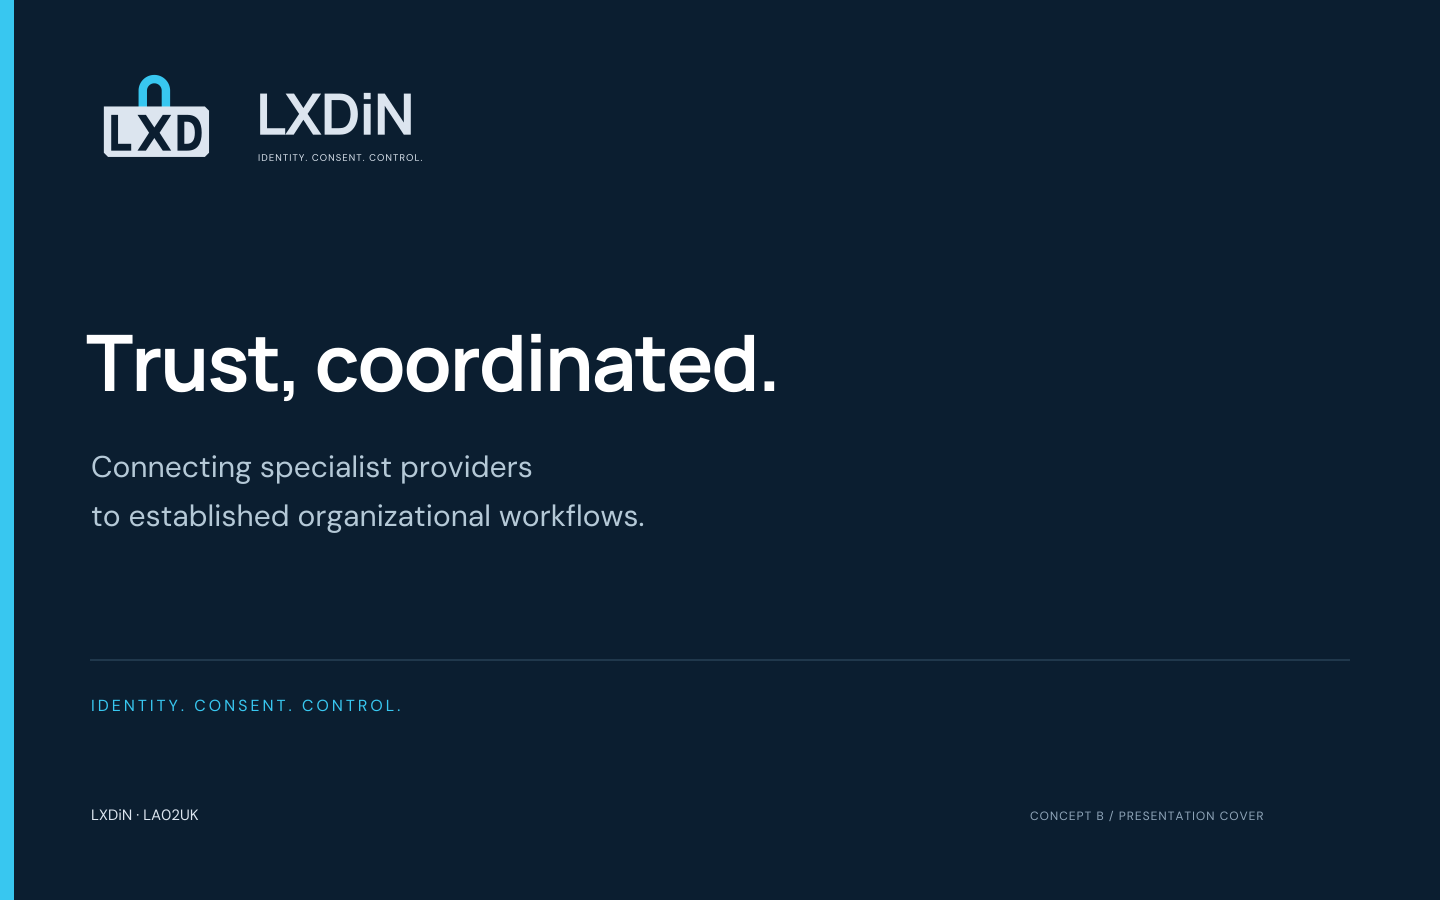 LXD
LXDiN
IDENTITY. CONSENT. CONTROL.
Trust, coordinated.
Connecting specialist providers
to established organizational workflows.
IDENTITY. CONSENT. CONTROL.
LXDiN · LAO2UK
CONCEPT B / PRESENTATION COVER